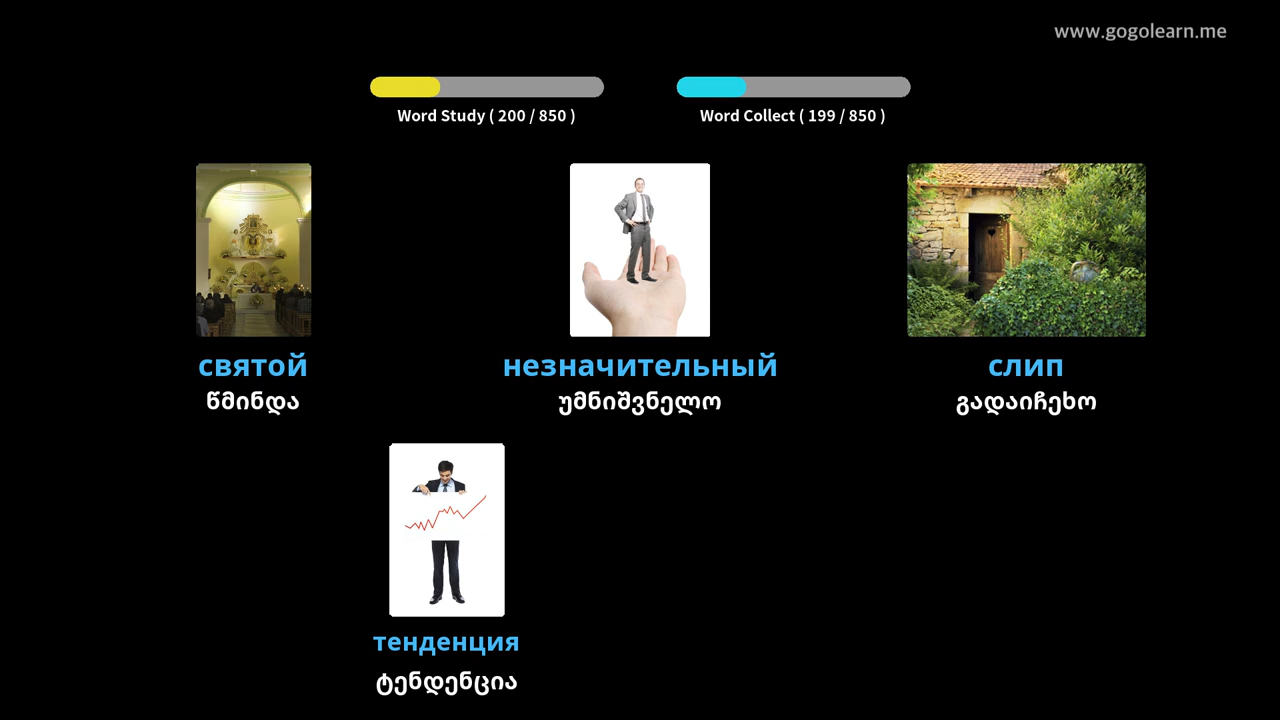 www.gogolearn.me
Word Study ( 200 / 850 )
Word Collect ( 199 / 850 )
святой
незначительный
слип
წმინდა
უმნიშვნელო
გადაიჩეხო
тенденция
ტენდენცია